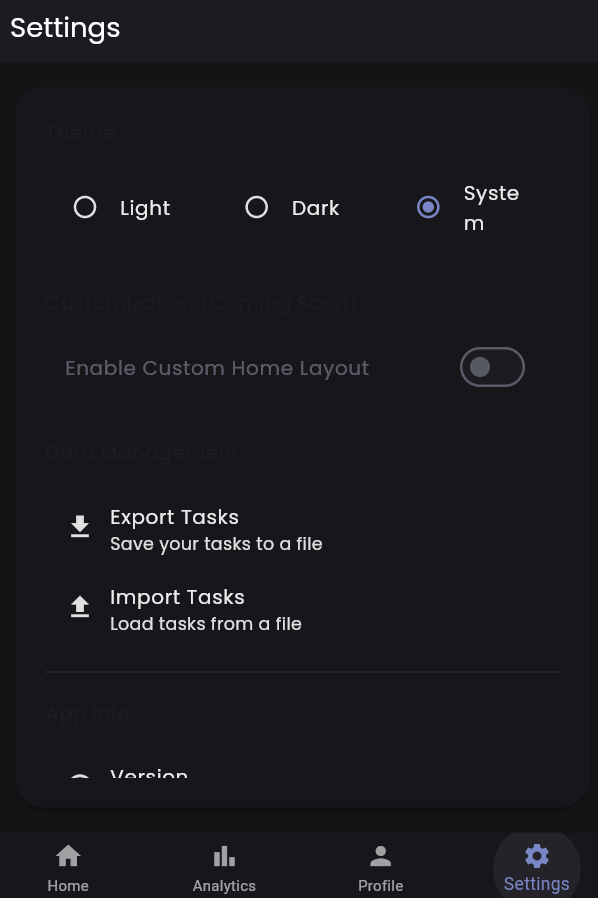 Settings
Theme
Light
Dark
Syste
m
Customization (Coming Soon)
Enable Custom Home Layout
Data Management
Export Tasks
Save your tasks to a file
Import Tasks
Load tasks from a file
App Info
Version
Home
Analytics
Profile
Settings